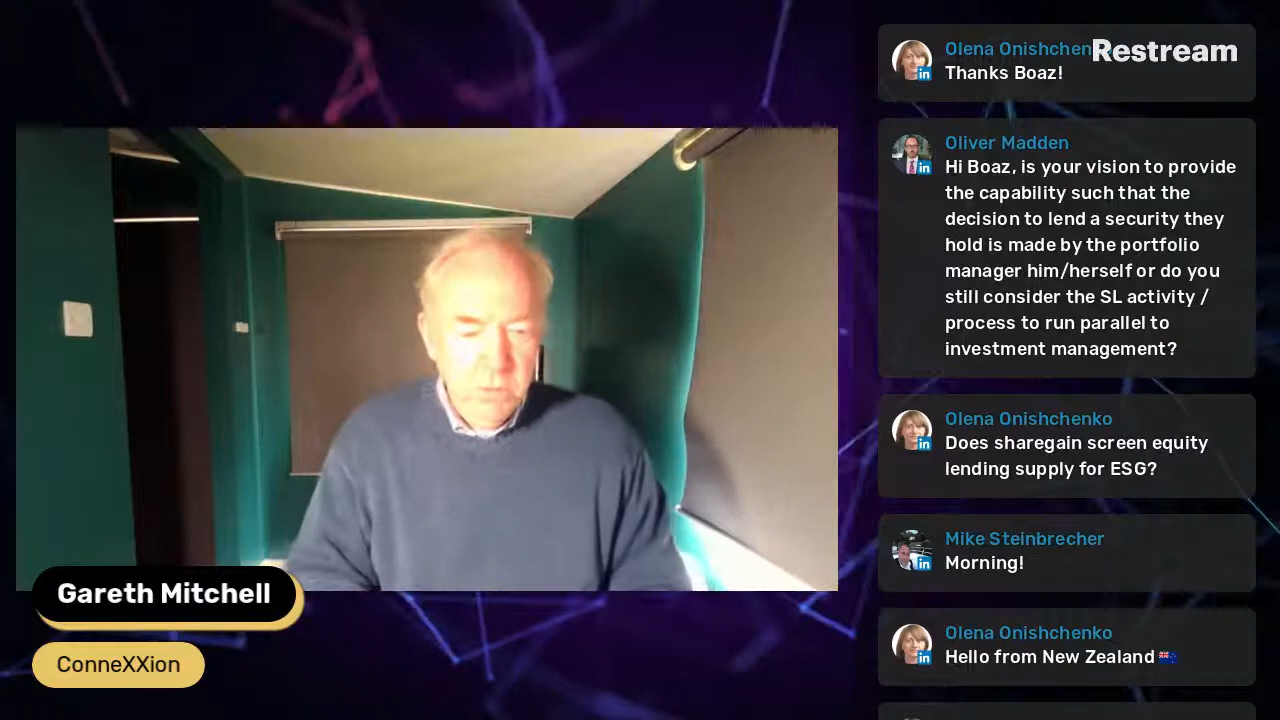 Olena Onishchen
Restream
Thanks Boaz!
Oliver Madden
Hi Boaz, is your vision to provide
the capability such that the
decision to lend a security they
hold is made by the portfolio
manager him/herself or do you
still consider the SL activity /
process to run parallel to
investment management?
Olena Onishchenko
Does sharegain screen equity
lending supply for ESG?
Mike Steinbrecher
Morning!
Olena Onishchenko
Hello from New Zealand 🇳🇿
Gareth Mitchell
ConneXXion